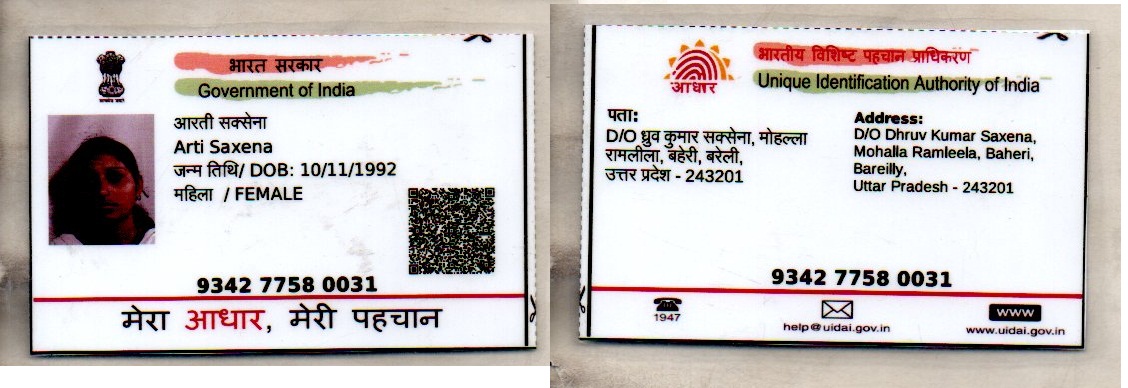 भारत सरकार
Government of India
आरती सक्सेना
Arti Saxena
जन्म तिथि/ DOB: 10/11/1992
महिला / FEMALE
9342 7758 0031
मेरा आधार, मेरी पहचान
भारतीय विशिष्ट पहचान प्राधिकरण
Unique Identification Authority of India
आधार
पता:
D/O ध्रुव कुमार सक्सेना, मोहल्ला
रामलीला, बहेरी, बरेली,
उत्तर प्रदेश - 243201
Address:
D/O Dhruv Kumar Saxena,
Mohalla Ramleela, Baheri,
Bareilly,
Uttar Pradesh - 243201
9342 7758 0031
1947
help@uidai.gov.in
WWW
www.uidai.gov.in